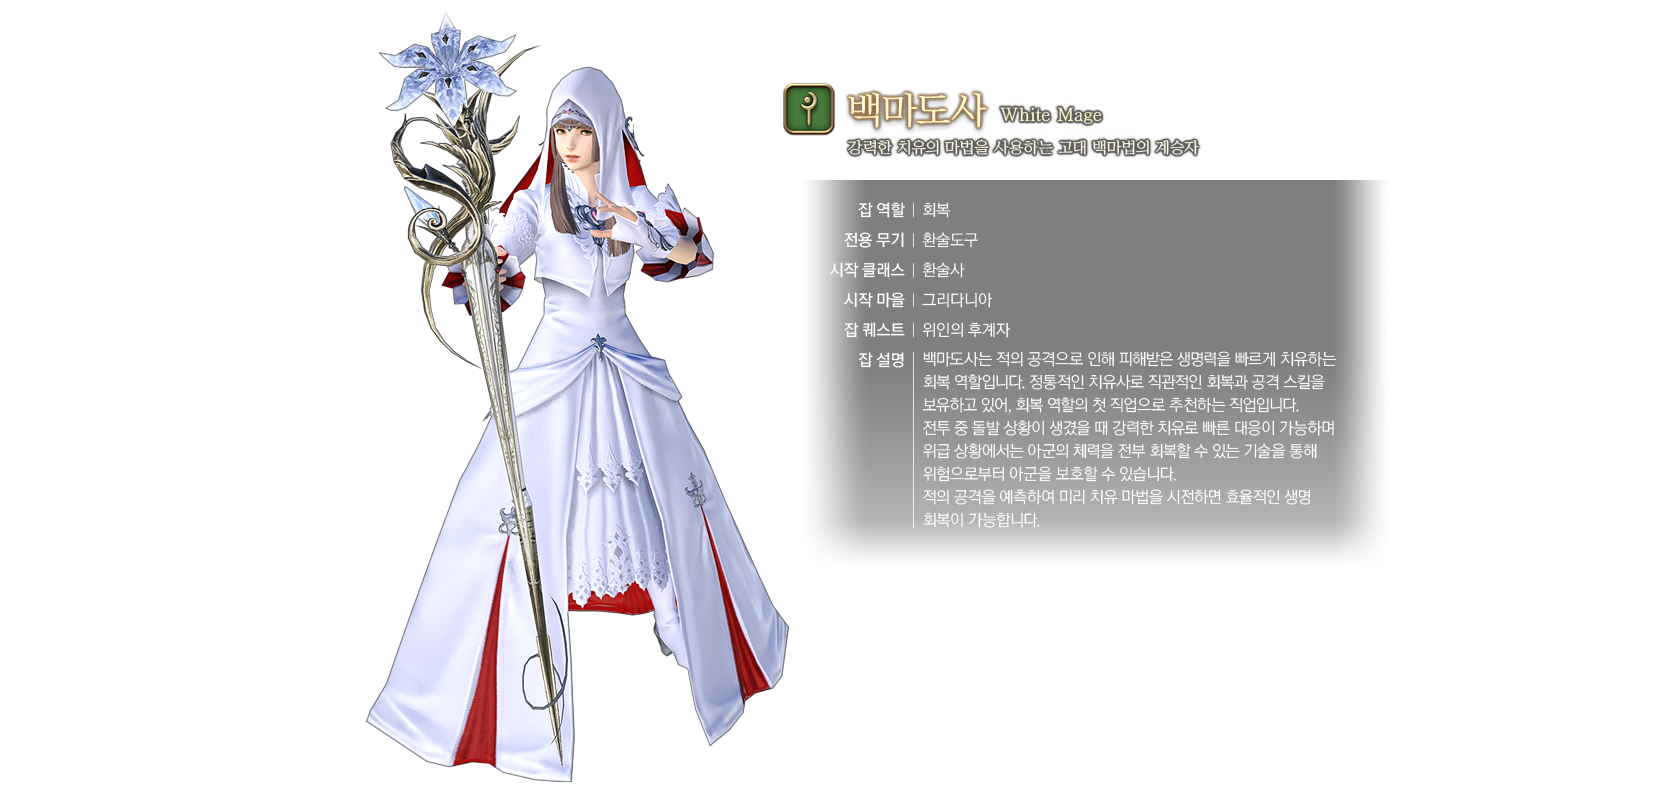 백마도사 White Mage
강력한 치유의 마법을 사용하는 고대 백마법의 계승자
잡 역할 | 회복
전용 무기 | 환술도구
시작 클래스 | 환술사
시작 마을 | 그리다니아
잡 퀘스트 | 위인의 후계자
잡 설명 | 백마도사는 적의 공격으로 인해 피해받은 생명력을 빠르게 치유하는
회복 역할입니다. 정통적인 치유사로 직관적인 회복과 공격 스킬을
보유하고 있어, 회복 역할의 첫 직업으로 추천하는 직업입니다.
전투 중 돌발 상황이 생겼을 때 강력한 치유로 빠른 대응이 가능하며
위급 상황에서는 아군의 체력을 전부 회복할 수 있는 기술을 통해
위험으로부터 아군을 보호할 수 있습니다.
적의 공격을 예측하여 미리 치유 마법을 시전하면 효율적인 생명
회복이 가능합니다.